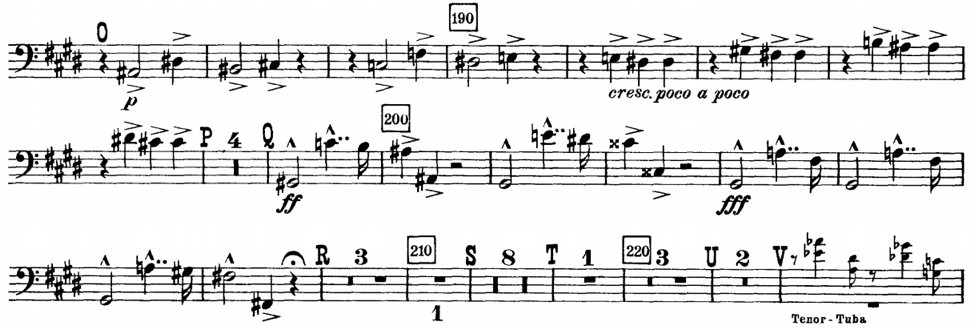 O 190
p cresc. poco a poco
P 4 Q 200
ff fff
R 3 210 S 8 T 1 220 3 U 2 V
1 Tenor-Tuba